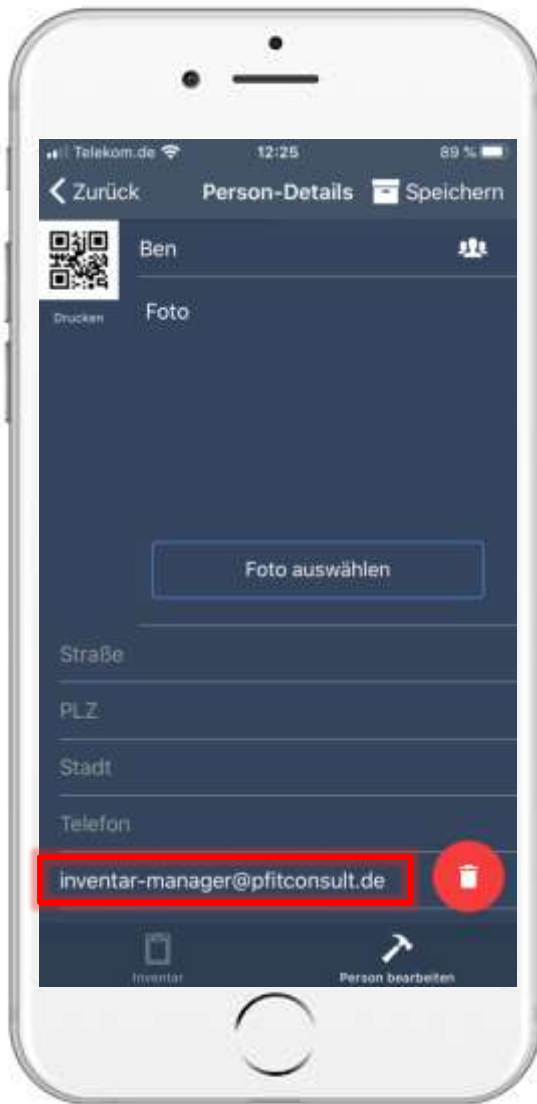 Telekom.de 12:25 89 %
Zurück Person-Details Speichern
Ben
Drucken Foto
Foto auswählen
Straße
PLZ
Stadt
Telefon
inventar-manager@pfitconsult.de
Inventar Person bearbeiten